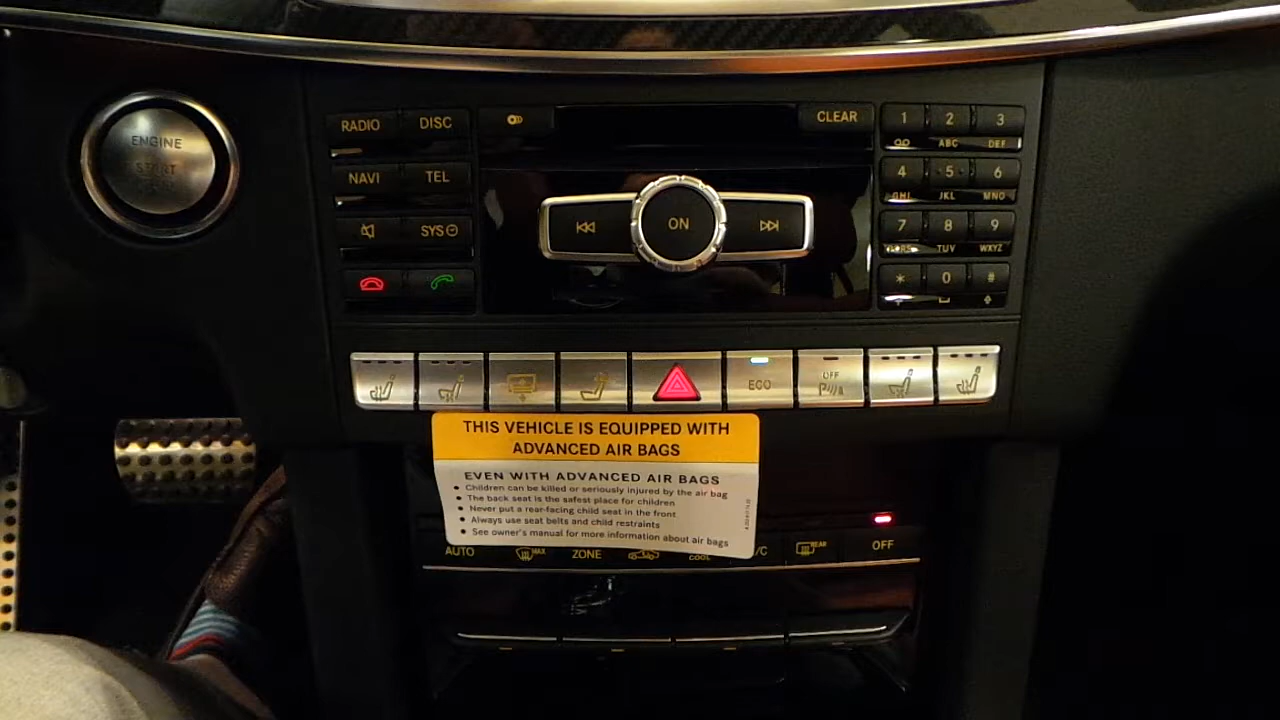 ENGINE
START
RADIO DISC CLEAR 1 2 3
ABC DEF
NAVI TEL 4 5 6
GHI JKL MNO
ON
SYS 7 8 9
TUV WXYZ
* 0 #
ECO
OFF
THIS VEHICLE IS EQUIPPED WITH
ADVANCED AIR BAGS
EVEN WITH ADVANCED AIR BAGS
• Children can be killed or seriously injured by the air bag
• The back seat is the safest place for children
• Never put a rear-facing child seat in the front
• Always use seat belts and child restraints
• See owner's manual for more information about air bags
AUTO MAX ZONE COOL /C REAR OFF